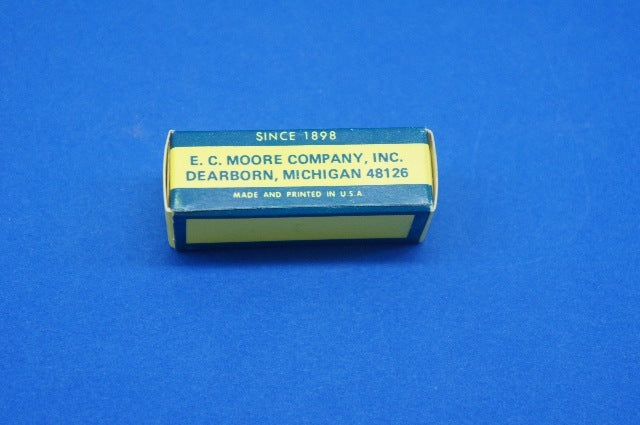 SINCE 1898
E. C. MOORE COMPANY, INC.
DEARBORN, MICHIGAN 48126
MADE AND PRINTED IN U.S.A.